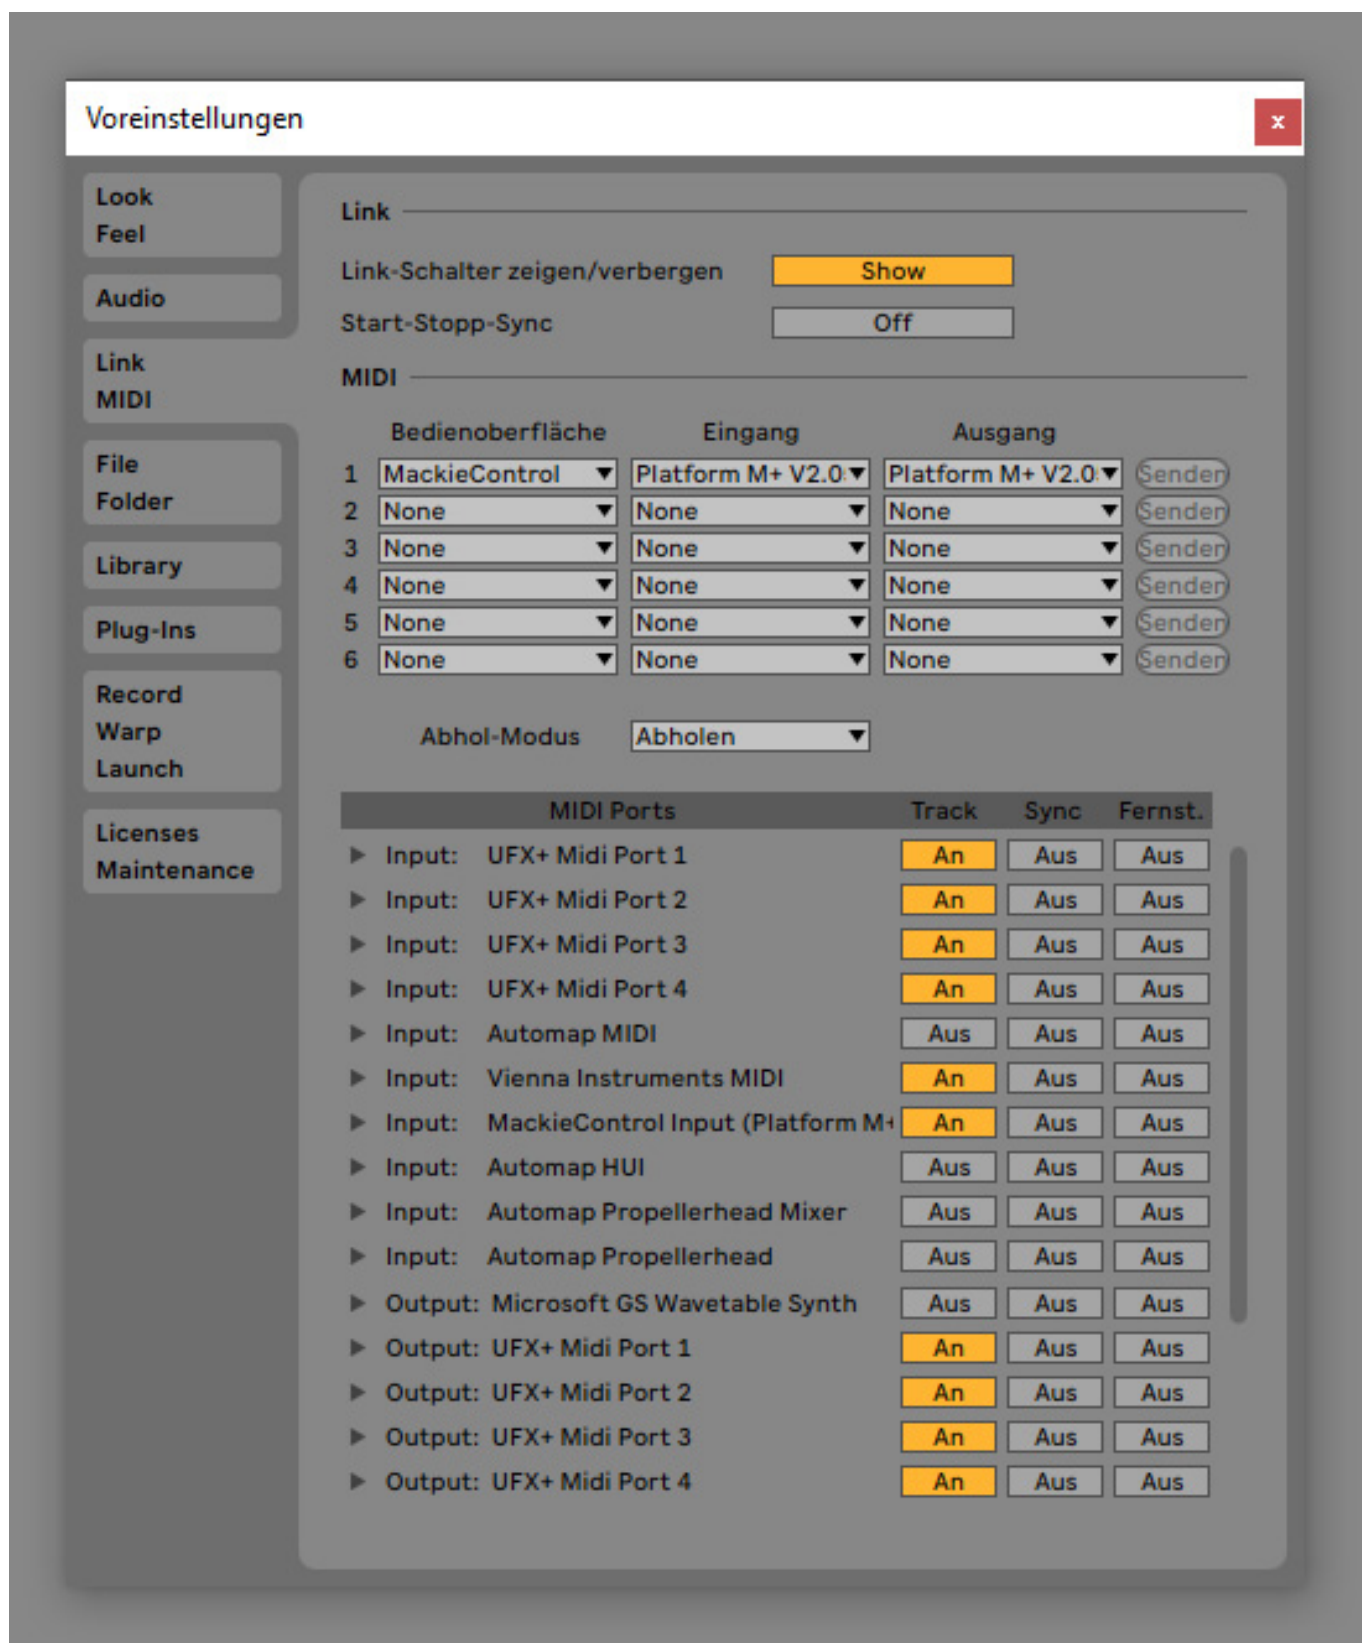 Voreinstellungen
x
Look
Feel
Audio
Link
MIDI
File
Folder
Library
Plug-Ins
Record
Warp
Launch
Licenses
Maintenance
Link
Link-Schalter zeigen/verbergen Show
Start-Stopp-Sync Off
MIDI
Bedienoberfläche Eingang Ausgang
1 MackieControl Platform M+ V2.0 Platform M+ V2.0 Senden
2 None None None Senden
3 None None None Senden
4 None None None Senden
5 None None None Senden
6 None None None Senden
Abhol-Modus Abholen
MIDI Ports Track Sync Fernst.
Input: UFX+ Midi Port 1 An Aus Aus
Input: UFX+ Midi Port 2 An Aus Aus
Input: UFX+ Midi Port 3 An Aus Aus
Input: UFX+ Midi Port 4 An Aus Aus
Input: Automap MIDI Aus Aus Aus
Input: Vienna Instruments MIDI An Aus Aus
Input: MackieControl Input (Platform M+ An Aus Aus
Input: Automap HUI Aus Aus Aus
Input: Automap Propellerhead Mixer Aus Aus Aus
Input: Automap Propellerhead Aus Aus Aus
Output: Microsoft GS Wavetable Synth Aus Aus Aus
Output: UFX+ Midi Port 1 An Aus Aus
Output: UFX+ Midi Port 2 An Aus Aus
Output: UFX+ Midi Port 3 An Aus Aus
Output: UFX+ Midi Port 4 An Aus Aus